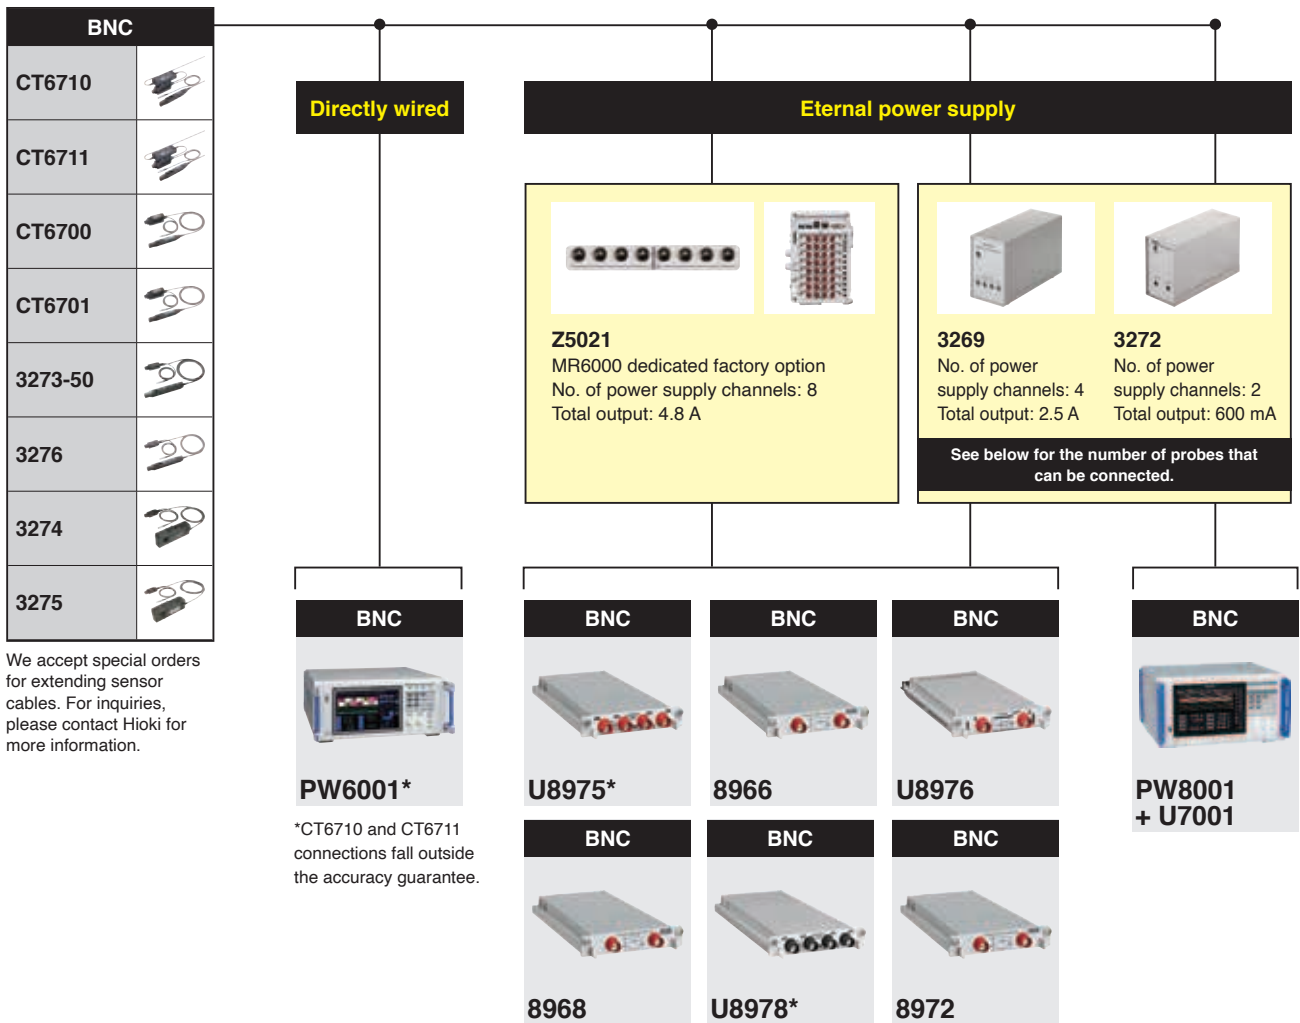 BNC
CT6710
CT6711
CT6700
CT6701
3273-50
3276
3274
3275
We accept special orders
for extending sensor
cables. For inquiries,
please contact Hioki for
more information.
Directly wired
Eternal power supply
Z5021
MR6000 dedicated factory option
No. of power supply channels: 8
Total output: 4.8 A
3269
No. of power
supply channels: 4
Total output: 2.5 A
3272
No. of power
supply channels: 2
Total output: 600 mA
See below for the number of probes that
can be connected.
BNC
PW6001*
*CT6710 and CT6711
connections fall outside
the accuracy guarantee.
BNC
U8975*
BNC
8966
BNC
U8976
BNC
8968
BNC
U8978*
BNC
8972
BNC
PW8001
+ U7001